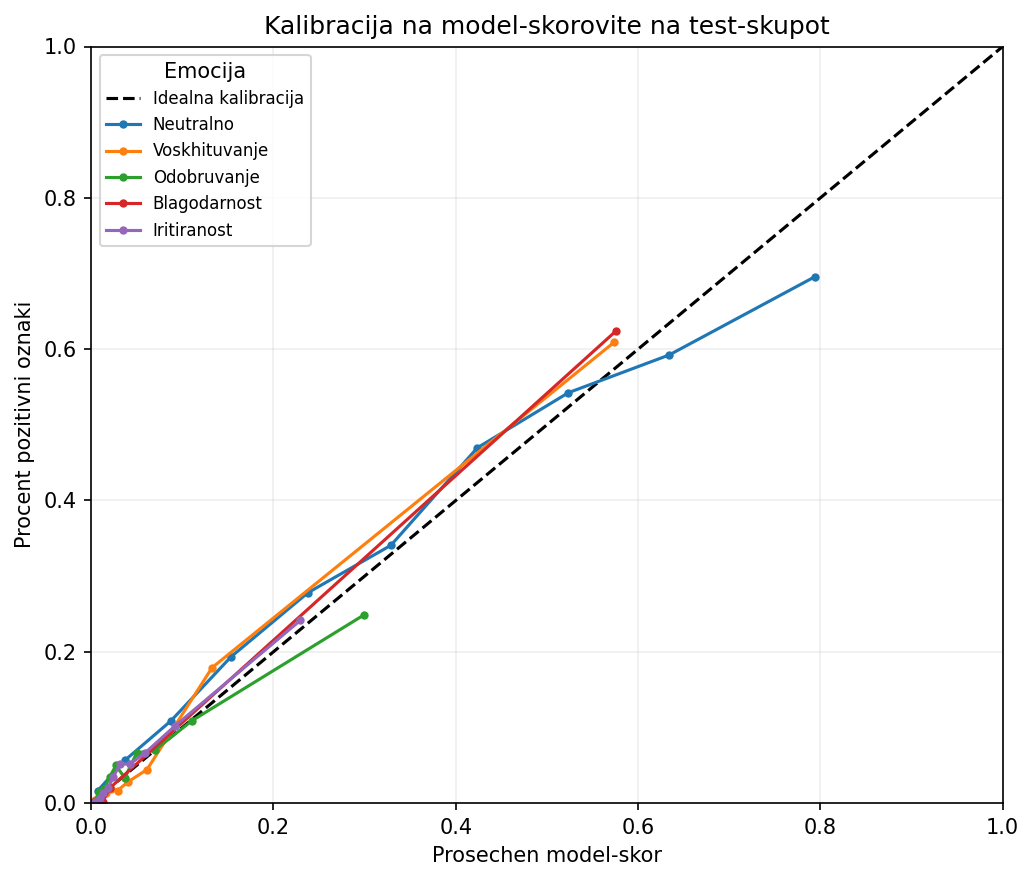 Kalibracija na model-skorovite na test-skupot
Emocija
Idealna kalibracija
Neutralno
Voskhituvanje
Odobruvanje
Blagodarnost
Iritiranost
Procent pozitivni oznaki
1.0
0.8
0.6
0.4
0.2
0.0
0.0 0.2 0.4 0.6 0.8 1.0
Prosechen model-skor